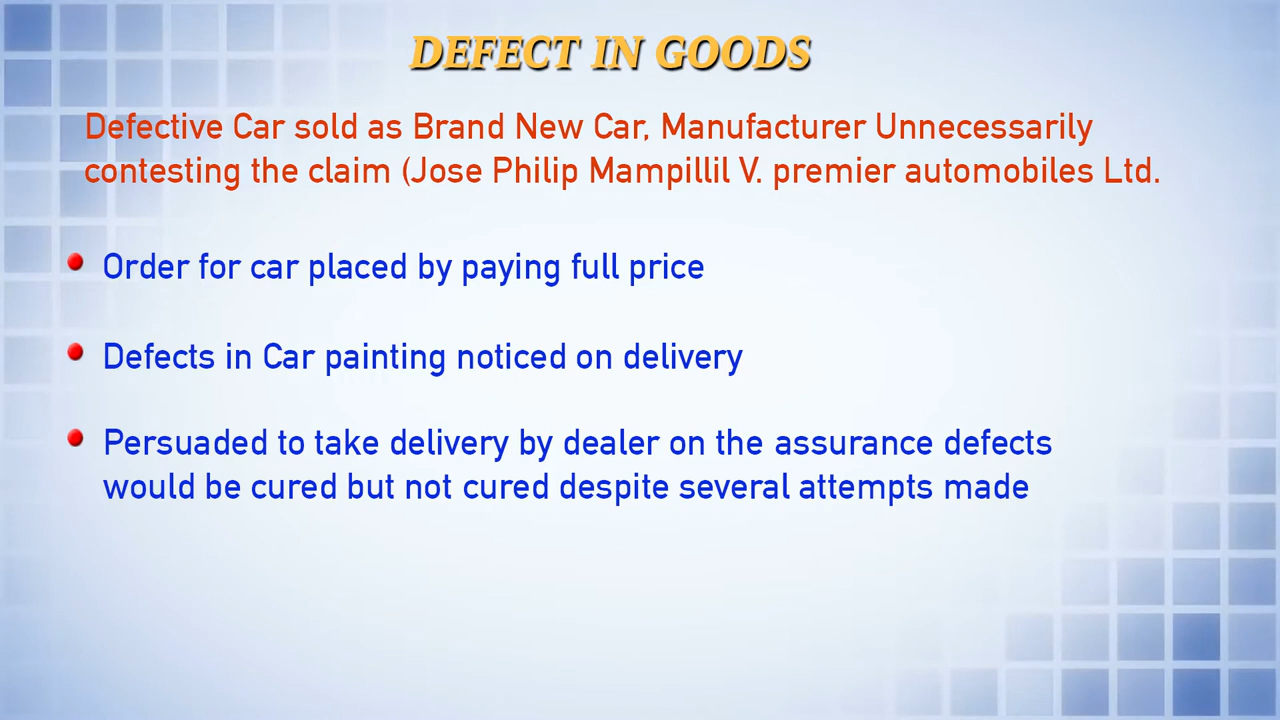 DEFECT IN GOODS
Defective Car sold as Brand New Car, Manufacturer Unnecessarily
contesting the claim (Jose Philip Mampillil V. premier automobiles Ltd.
Order for car placed by paying full price
Defects in Car painting noticed on delivery
Persuaded to take delivery by dealer on the assurance defects
would be cured but not cured despite several attempts made